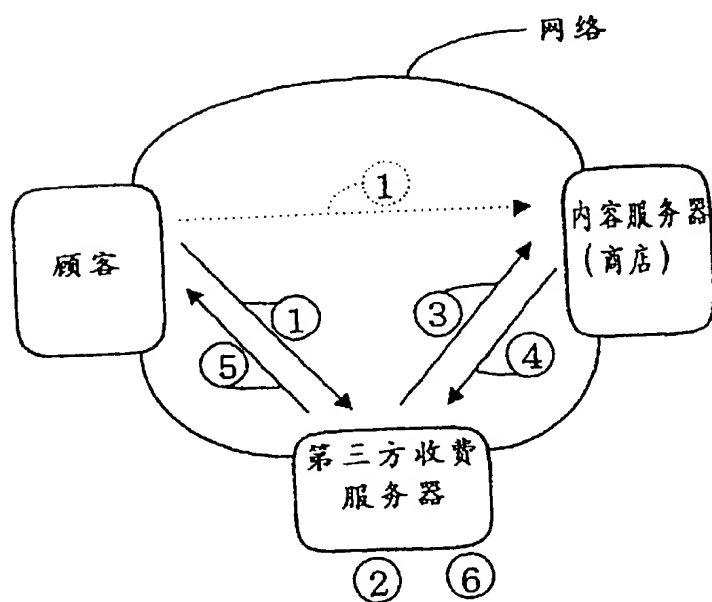 网络
①
顾客
内容服务器
（商店）
①
③
⑤
④
第三方收费
服务器
②
⑥